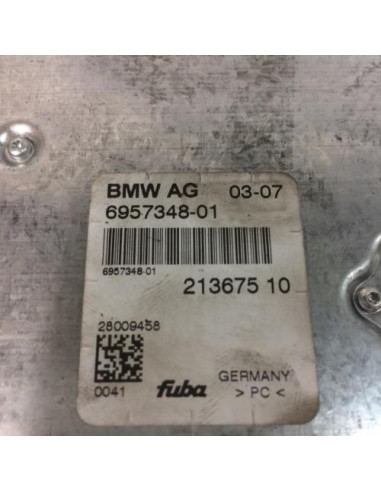 BMW AG 03-07
6957348-01
6957348-01
213675 10
28009458
0041 fuba GERMANY
> PC <